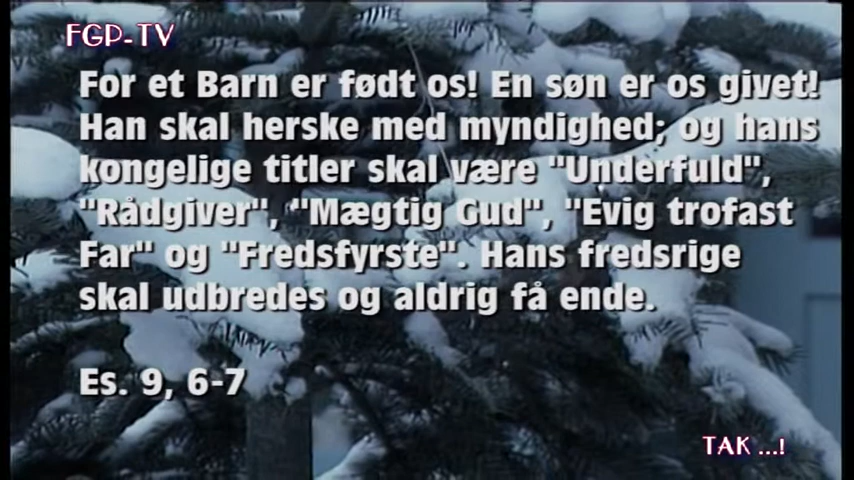 FGP-TV
For et Barn er født os! En søn er os givet!
Han skal herske med myndighed; og hans
kongelige titler skal være "Underfuld",
"Rådgiver", "Mægtig Gud", "Evig trofast
Far" og "Fredsfyrste". Hans fredsrige
skal udbredes og aldrig få ende.
Es. 9, 6-7
TAK ...!